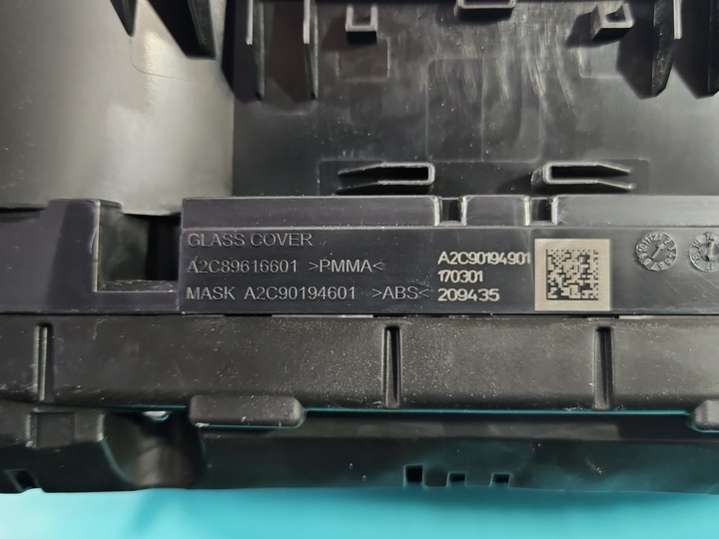 GLASS COVER
A2C89616601 >PMMA<
MASK A2C90194601 >ABS<
A2C90194901
170301
209435